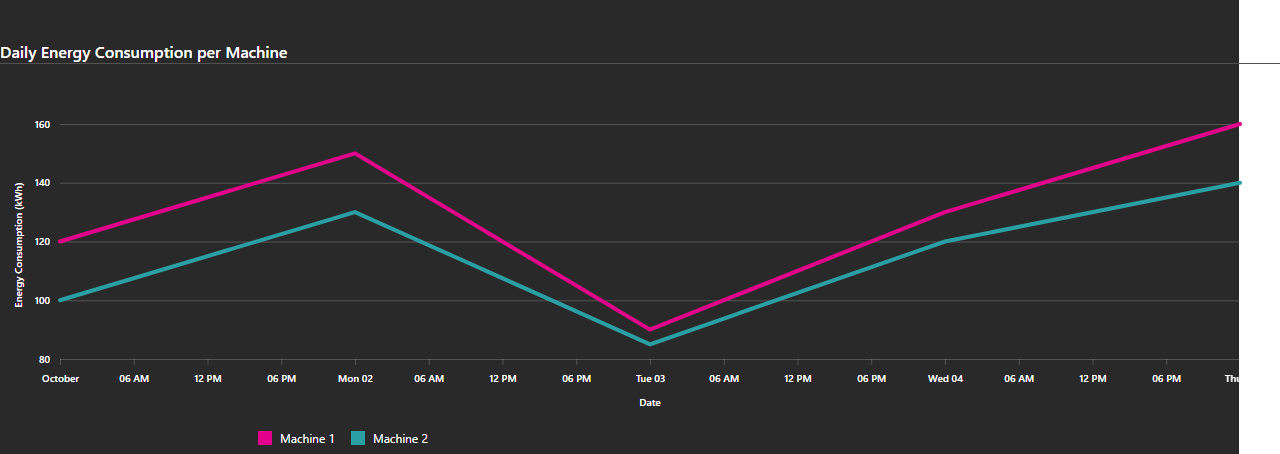 Daily Energy Consumption per Machine
160
140
120
100
80
Energy Consumption (kWh)
October 06 AM 12 PM 06 PM Mon 02 06 AM 12 PM 06 PM Tue 03 06 AM 12 PM 06 PM Wed 04 06 AM 12 PM 06 PM
Date
Machine 1 Machine 2